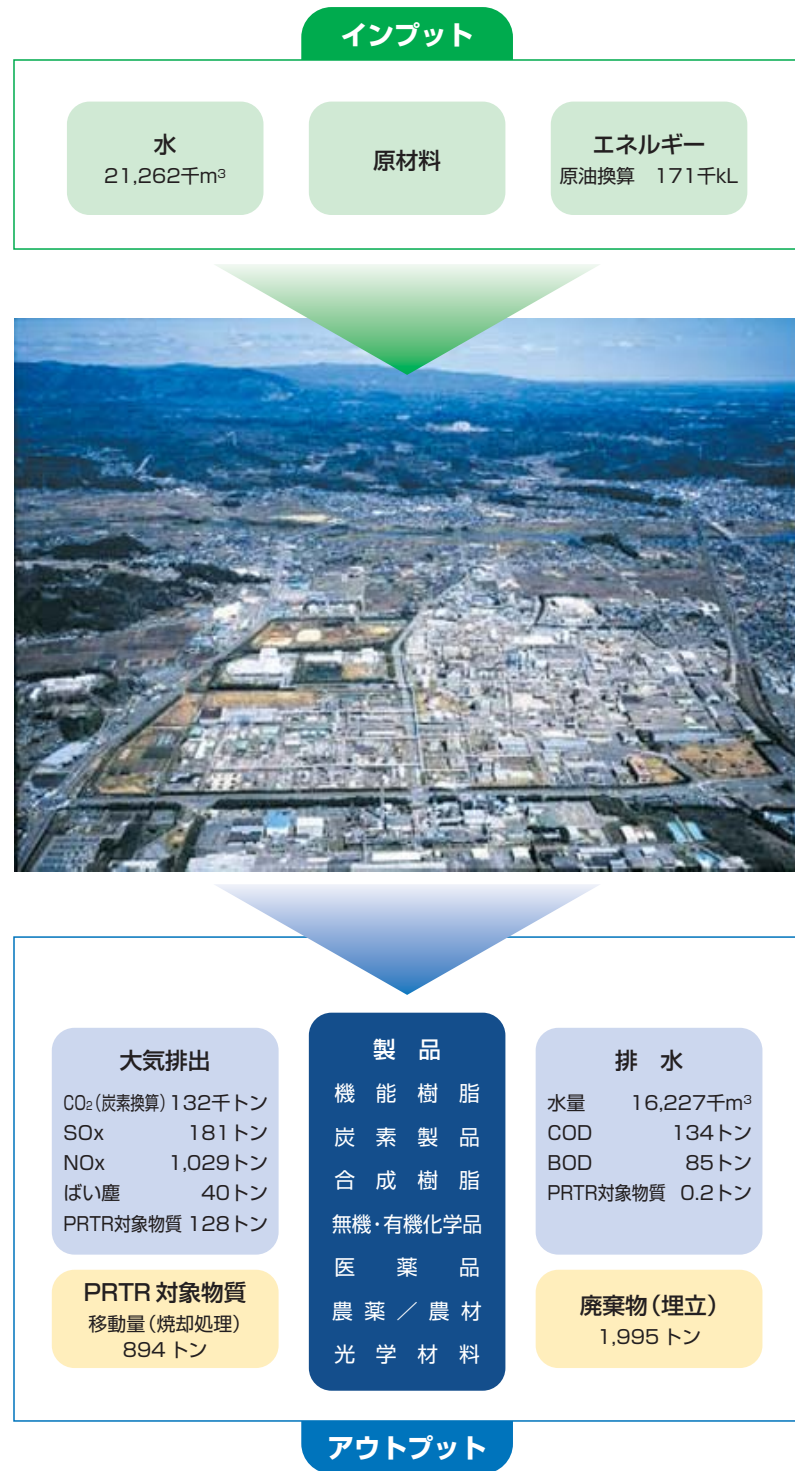 インプット
水
21,262千m³
原材料
エネルギー
原油換算　171千kL
大気排出
CO₂(炭素換算)132千トン
SOx 181トン
NOx 1,029トン
ばい塵 40トン
PRTR対象物質 128トン
PRTR 対象物質
移動量(焼却処理)
894 トン
製　品
機　能　樹　脂
炭　素　製　品
合　成　樹　脂
無機・有機化学品
医　薬　品
農 薬 ／ 農 材
光　学　材　料
排　水
水量 16,227千m³
COD 134トン
BOD 85トン
PRTR対象物質 0.2トン
廃棄物(埋立)
1,995 トン
アウトプット